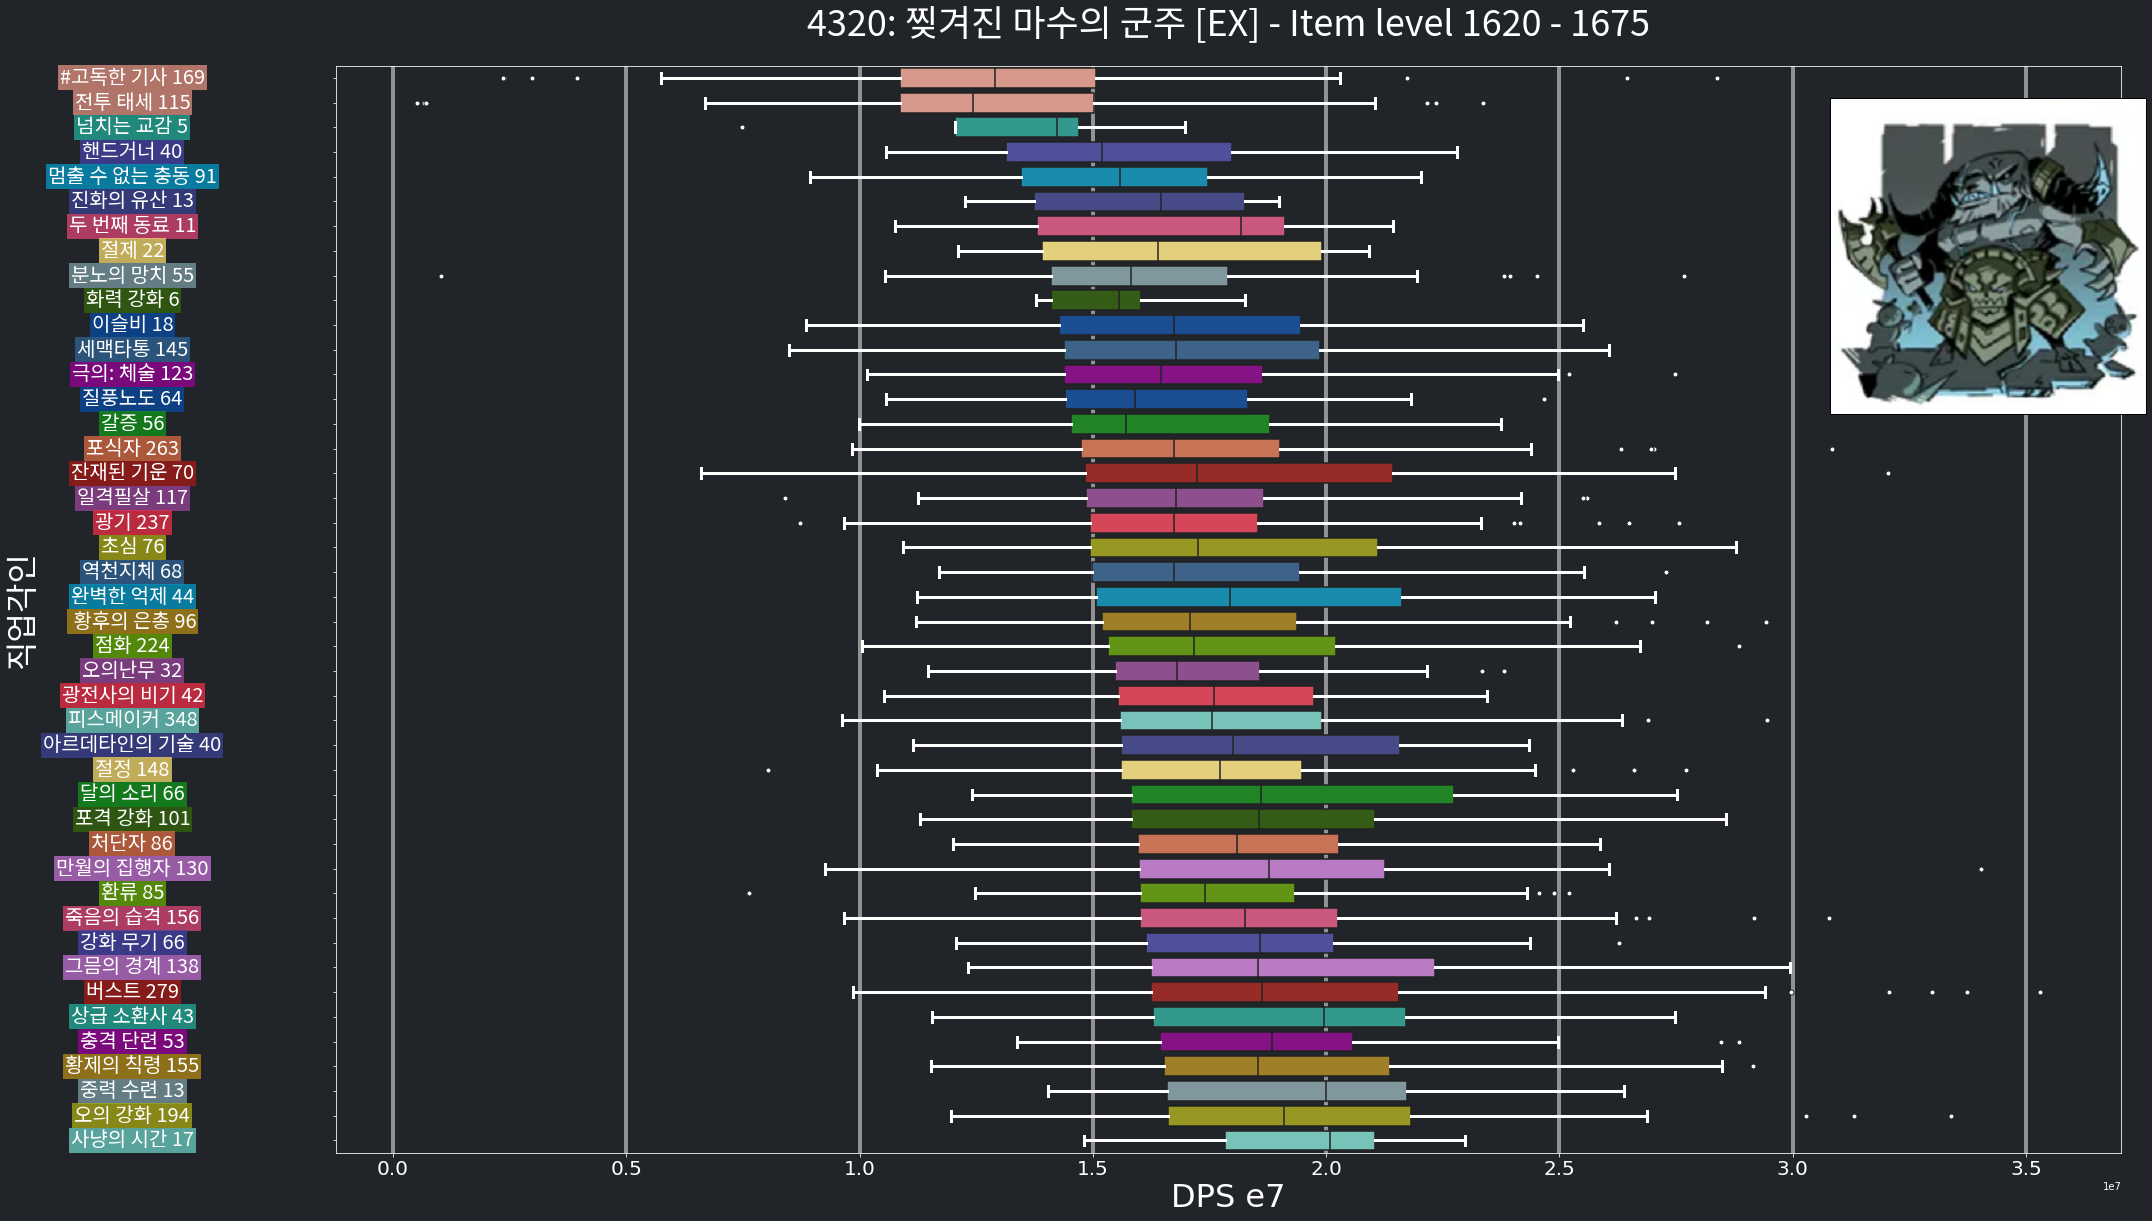 4320: 찢겨진 마수의 군주 [EX] - Item level 1620 - 1675
#고독한 기사 169
전투 태세 115
넘치는 교감 5
핸드거너 40
멈출 수 없는 충동 91
진화의 유산 13
두 번째 동료 11
절제 22
분노의 망치 55
화력 강화 6
이슬비 18
세맥타통 145
극의: 체술 123
질풍노도 64
갈증 56
포식자 263
잔재된 기운 70
일격필살 117
광기 237
초심 76
역천지체 68
완벽한 억제 44
황후의 은총 96
점화 224
오의난무 32
광전사의 비기 42
피스메이커 348
아르데타인의 기술 40
절정 148
달의 소리 66
포격 강화 101
처단자 86
만월의 집행자 130
환류 85
죽음의 습격 156
강화 무기 66
그믐의 경계 138
버스트 279
상급 소환사 43
충격 단련 53
황제의 칙령 155
중력 수련 13
오의 강화 194
사냥의 시간 17
직업각인
0.0 0.5 1.0 1.5 2.0 2.5 3.0 3.5
DPS e7
1e7